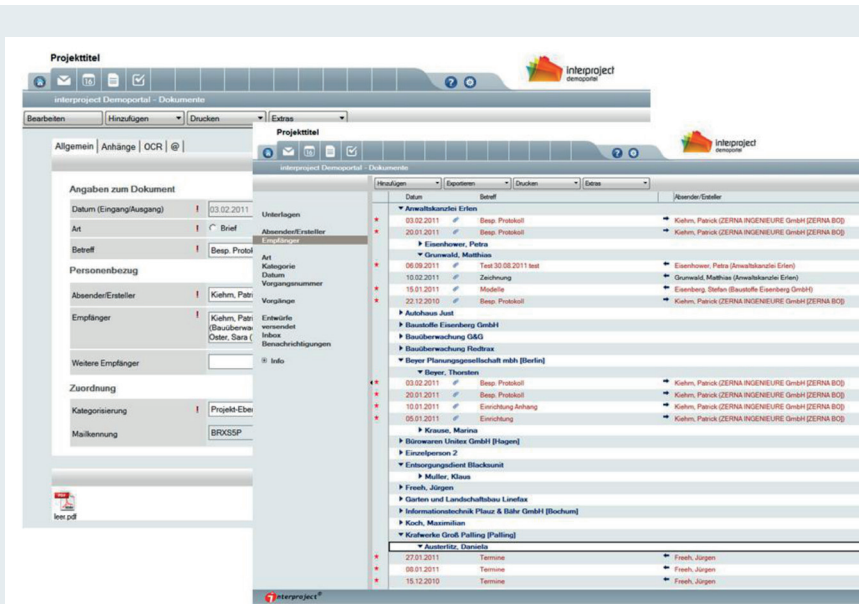 Projekttitel
interproject
demoportal
interproject Demoportal - Dokumente
Bearbeiten Hinzufügen Drucken Extras
Allgemein Anhänge OCR @
Angaben zum Dokument
Datum (Eingang/Ausgang) ! 03.02.2011
Art ! Brief
Betreff ! Besp. Protok
Personenbezug
Absender/Ersteller ! Kiehm, Patri
Empfänger ! Kiehm, Patri
(Bauüberwa
Oster, Sara (
Weitere Empfänger
Zuordnung
Kategorisierung ! Projekt-Ebe
Mailkennung BRXS5P
leer.pdf
Projekttitel
interproject
demoportal
interproject Demoportal - Dokumente
Hinzufügen Exportieren Drucken Extras
Datum Betreff Absender/Ersteller
Unterlagen
Absender/Ersteller
Empfänger
Art
Kategorie
Datum
Vorgangsnummer
Vorgänge
Entwürfe
versendet
Inbox
Benachrichtigungen
Info
Anwaltskanzlei Erlen
* 03.02.2011 Besp. Protokoll Kiehm, Patrick (ZERNA INGENIEURE GmbH [ZERNA BO])
* 20.01.2011 Besp. Protokoll Kiehm, Patrick (ZERNA INGENIEURE GmbH [ZERNA BO])
Eisenhower, Petra
Grunwald, Matthias
* 06.09.2011 Test 30.08.2011 test Eisenhower, Petra (Anwaltskanzlei Erlen)
10.02.2011 Zeichnung Grunwald, Matthias (Anwaltskanzlei Erlen)
* 15.01.2011 Modelle Eisenberg, Stefan (Baustoffe Eisenberg GmbH)
* 22.12.2010 Besp. Protokoll Kiehm, Patrick (ZERNA INGENIEURE GmbH [ZERNA BO])
Autohaus Just
Baustoffe Eisenberg GmbH
Bauüberwachung G&G
Bauüberwachung Redtrax
Beyer Planungsgesellschaft mbh [Berlin]
Beyer, Thorsten
* 03.02.2011 Besp. Protokoll Kiehm, Patrick (ZERNA INGENIEURE GmbH [ZERNA BO])
* 20.01.2011 Besp. Protokoll Kiehm, Patrick (ZERNA INGENIEURE GmbH [ZERNA BO])
* 10.01.2011 Einrichtung Anhang Kiehm, Patrick (ZERNA INGENIEURE GmbH [ZERNA BO])
* 05.01.2011 Einrichtung Kiehm, Patrick (ZERNA INGENIEURE GmbH [ZERNA BO])
Krause, Marina
Bürowaren Unitex GmbH [Hagen]
Einzelperson 2
Entsorgungsdient Blacksunit
Muller, Klaus
Freeh, Jürgen
Garten und Landschaftsbau Linefax
Informationstechnik Plauz & Bähr GmbH [Bochum]
Koch, Maximilian
Krafwerke Groß Palling [Palling]
Austerlitz, Daniela
* 27.01.2011 Termine Freeh, Jürgen
* 08.01.2011 Termine Freeh, Jürgen
* 15.12.2010 Termine Freeh, Jürgen
interproject®